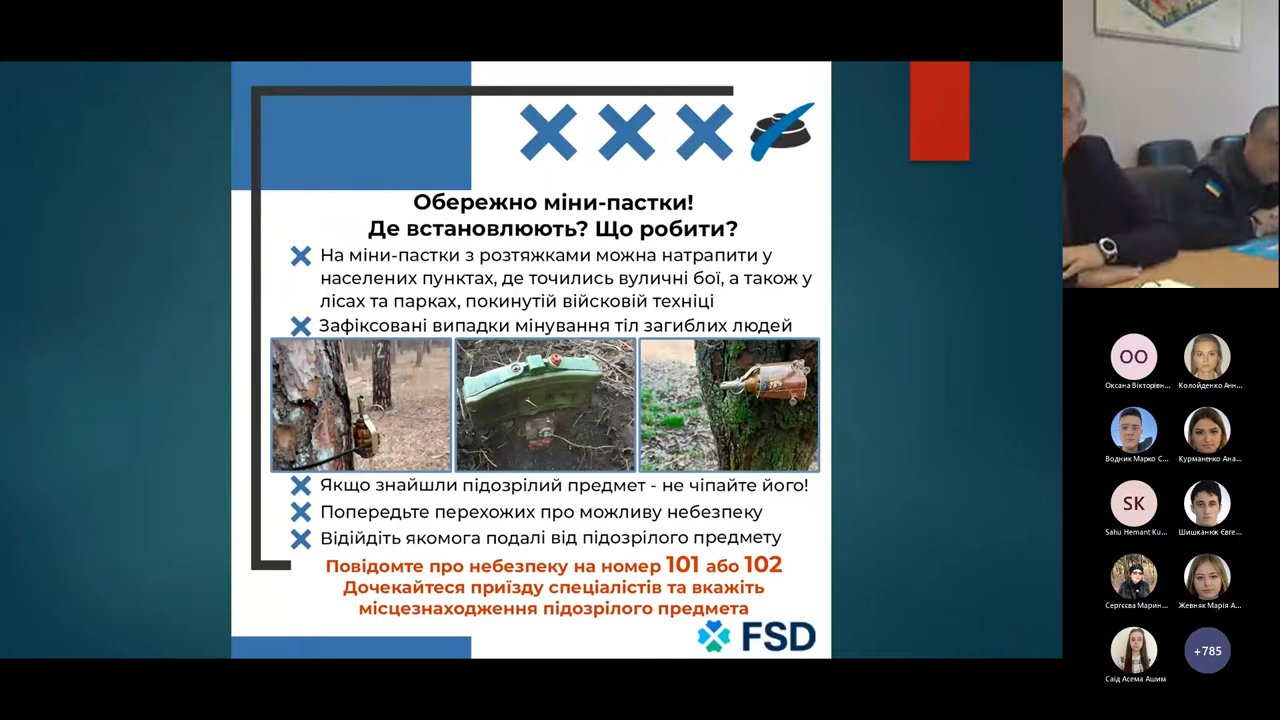 Обережно міни-пастки!
Де встановлюють? Що робити?
На міни-пастки з розтяжками можна натрапити у
населених пунктах, де точились вуличні бої, а також у
лісах та парках, покинутій військовій техніці
Зафіксовані випадки мінування тіл загиблих людей
Якщо знайшли підозрілий предмет - не чіпайте його!
Попередьте перехожих про можливу небезпеку
Відійдіть якомога подалі від підозрілого предмету
Повідомте про небезпеку на номер 101 або 102
Дочекайтеся приїзду спеціалістів та вкажіть
місцезнаходження підозрілого предмета
FSD
OO
Оксана Вікторівн...
Колойденко Анн...
Водник Марко С...
Курманенко Ана...
SK
Sahu Hemant Ku...
Шишканюк Євге...
Сергєєва Марин...
Жевняк Марія А...
Саід Асема Ашим
+785